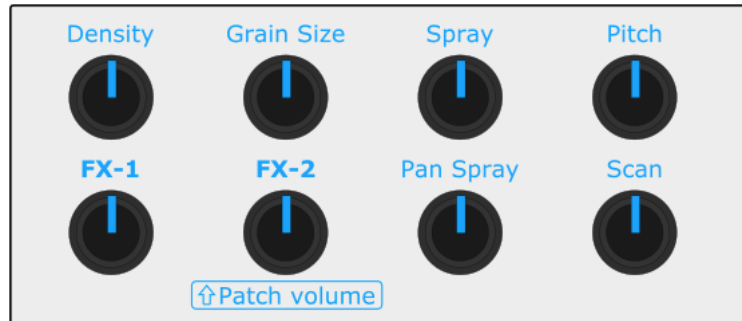 Density Grain Size Spray Pitch
FX-1 FX-2 Pan Spray Scan
⇧Patch volume